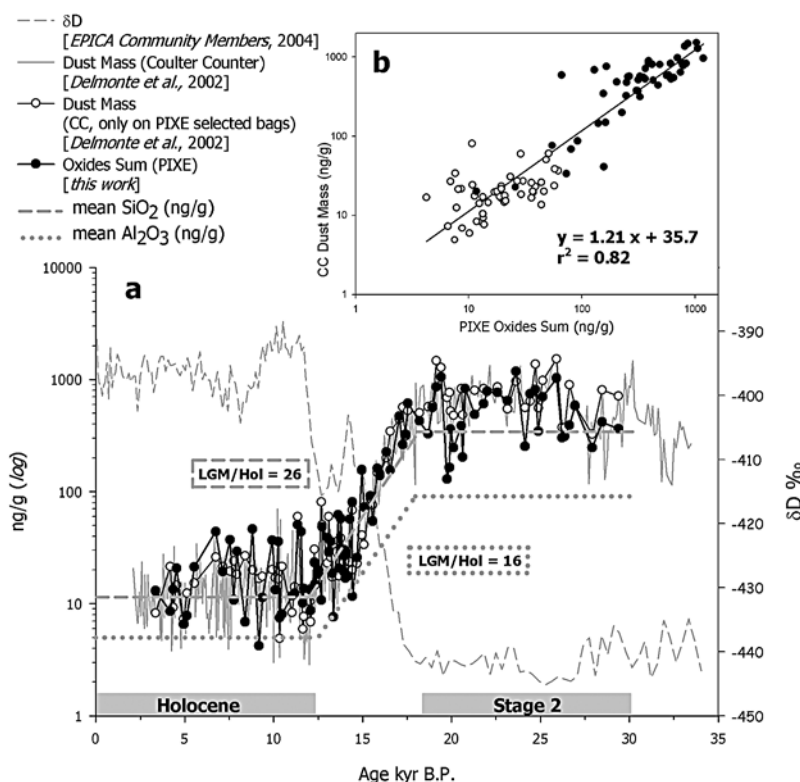 δD
[EPICA Community Members, 2004]
Dust Mass (Coulter Counter)
[Delmonte et al., 2002]
Dust Mass
(CC, only on PIXE selected bags)
[Delmonte et al., 2002]
Oxides Sum (PIXE)
[this work]
mean SiO₂ (ng/g)
mean Al₂O₃ (ng/g)
b
CC Dust Mass (ng/g)
1000
100
10
1
y = 1.21 x + 35.7
r² = 0.82
1 10 100 1000
PIXE Oxides Sum (ng/g)
a
ng/g (log)
10000
1000
100
10
1
LGM/Hol = 26
LGM/Hol = 16
-390
-400
-410
-420
-430
-440
-450
δD ‰
Holocene Stage 2
0 5 10 15 20 25 30 35
Age kyr B.P.